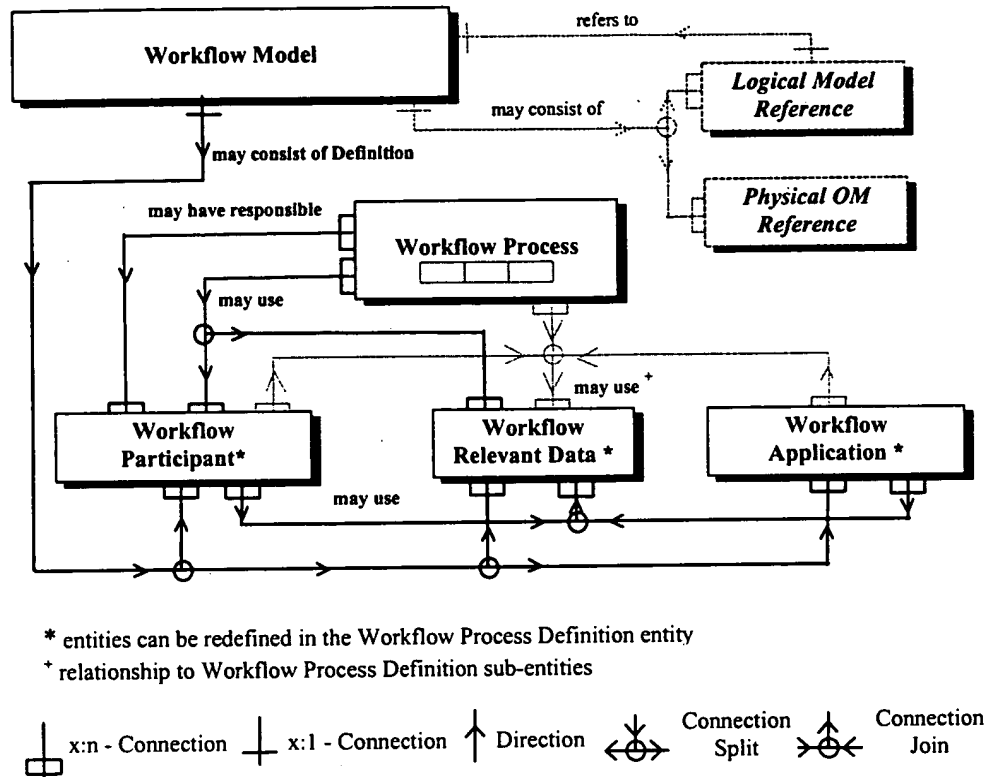 refers to
Workflow Model
Logical Model
Reference
may consist of
may consist of Definition
Physical OM
Reference
may have responsible
Workflow Process
may use
may use +
Workflow
Participant*
Workflow
Relevant Data *
Workflow
Application *
may use
* entities can be redefined in the Workflow Process Definition entity
+ relationship to Workflow Process Definition sub-entities
x:n - Connection
x:1 - Connection
Direction
Connection
Split
Connection
Join